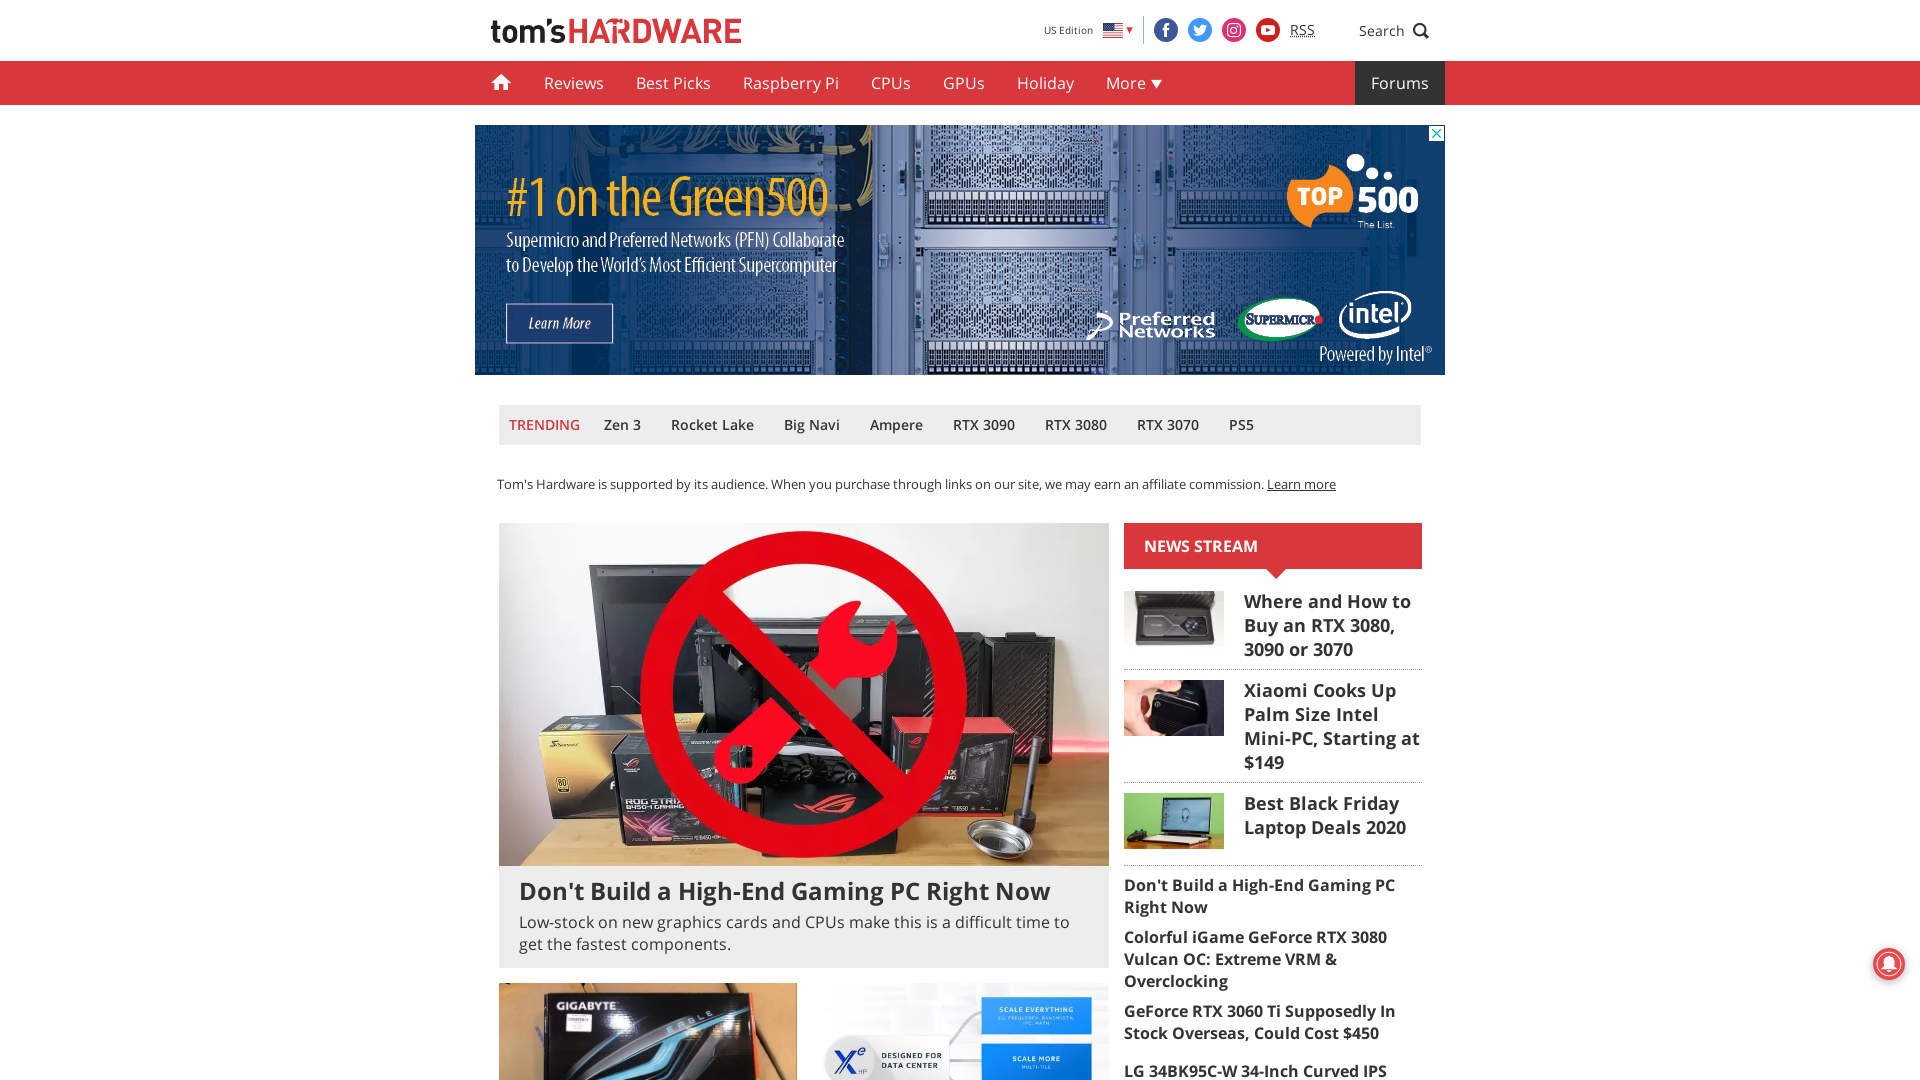 tom'sHARDWARE
US Edition
RSS
Search
Reviews
Best Picks
Raspberry Pi
CPUs
GPUs
Holiday
More
Forums
#1 on the Green500
Supermicro and Preferred Networks (PFN) Collaborate
to Develop the World's Most Efficient Supercomputer
Learn More
TOP
500
The List.
Preferred
Networks
SUPERMICRO
intel
Powered by Intel®
TRENDING
Zen 3
Rocket Lake
Big Navi
Ampere
RTX 3090
RTX 3080
RTX 3070
PS5
Tom's Hardware is supported by its audience. When you purchase through links on our site, we may earn an affiliate commission. Learn more
ROG STRIX
Don't Build a High-End Gaming PC Right Now
Low-stock on new graphics cards and CPUs make this is a difficult time to
get the fastest components.
GIGABYTE
EAGLE
SCALE EVERYTHING
Xe HP
DESIGNED FOR
DATA CENTER
SCALE MORE
MULTI-TILE
NEWS STREAM
Where and How to
Buy an RTX 3080,
3090 or 3070
Xiaomi Cooks Up
Palm Size Intel
Mini-PC, Starting at
$149
Best Black Friday
Laptop Deals 2020
Don't Build a High-End Gaming PC
Right Now
Colorful iGame GeForce RTX 3080
Vulcan OC: Extreme VRM &
Overclocking
GeForce RTX 3060 Ti Supposedly In
Stock Overseas, Could Cost $450
LG 34BK95C-W 34-Inch Curved IPS